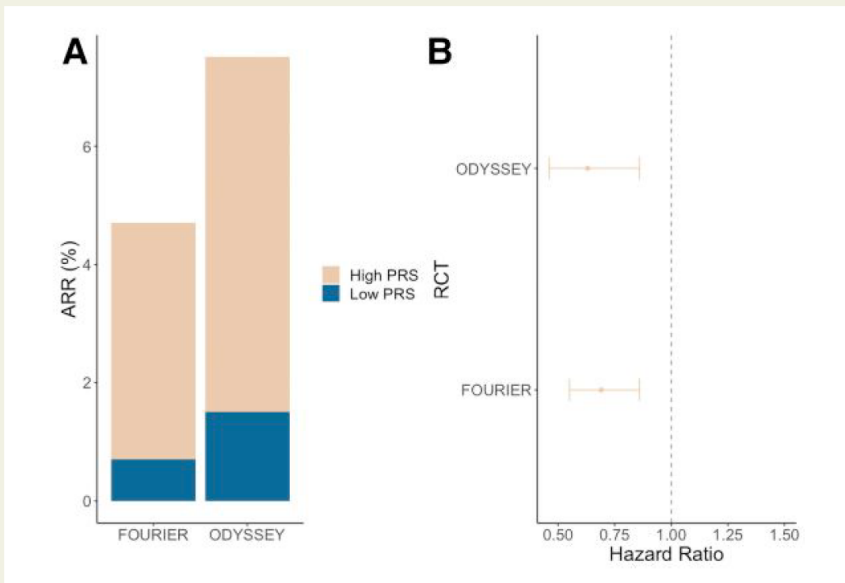 A
ARR (%)
6
4
2
0
FOURIER
ODYSSEY
High PRS
Low PRS
B
RCT
ODYSSEY
FOURIER
0.50 0.75 1.00 1.25 1.50
Hazard Ratio